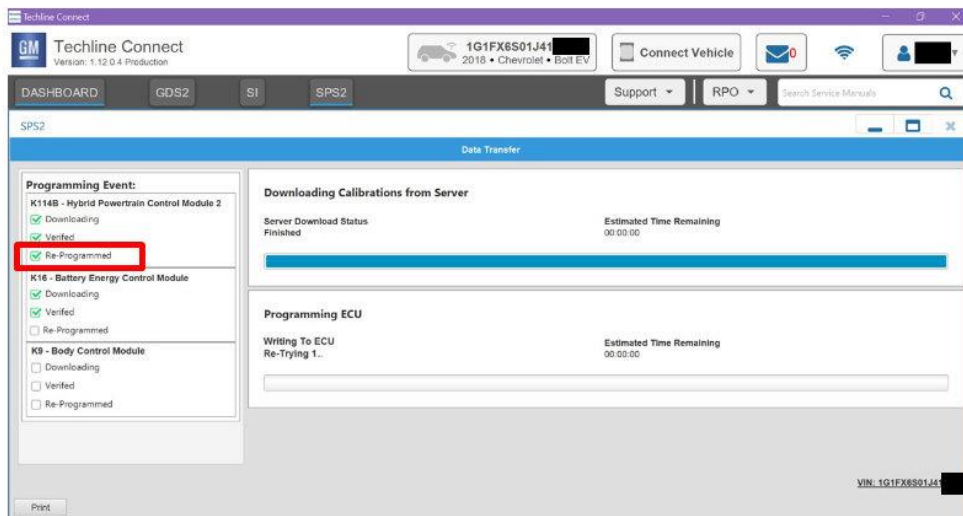 Techline Connect
GM
Techline Connect
Version: 1.12.0.4 Production
1G1FX6S01J41
2018 • Chevrolet • Bolt EV
Connect Vehicle
0
DASHBOARD
GDS2
SI
SPS2
Support
RPO
Search Service Manuals
SPS2
Data Transfer
Programming Event:
K114B - Hybrid Powertrain Control Module 2
Downloading
Verifed
Re-Programmed
K16 - Battery Energy Control Module
Downloading
Verifed
Re-Programmed
K9 - Body Control Module
Downloading
Verifed
Re-Programmed
Downloading Calibrations from Server
Server Download Status
Finished
Estimated Time Remaining
00:00:00
Programming ECU
Writing To ECU
Re-Trying 1..
Estimated Time Remaining
00:00:00
VIN: 1G1FX6S01J41
Print